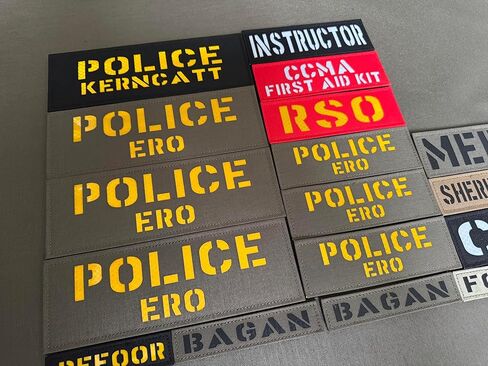 POLICE
KERNCATT
POLICE
ERO
POLICE
ERO
POLICE
ERO
INSTRUCTOR
CCMA
FIRST AID KIT
RSO
POLICE
ERO
POLICE
ERO
POLICE
ERO
BAGAN
BAGAN